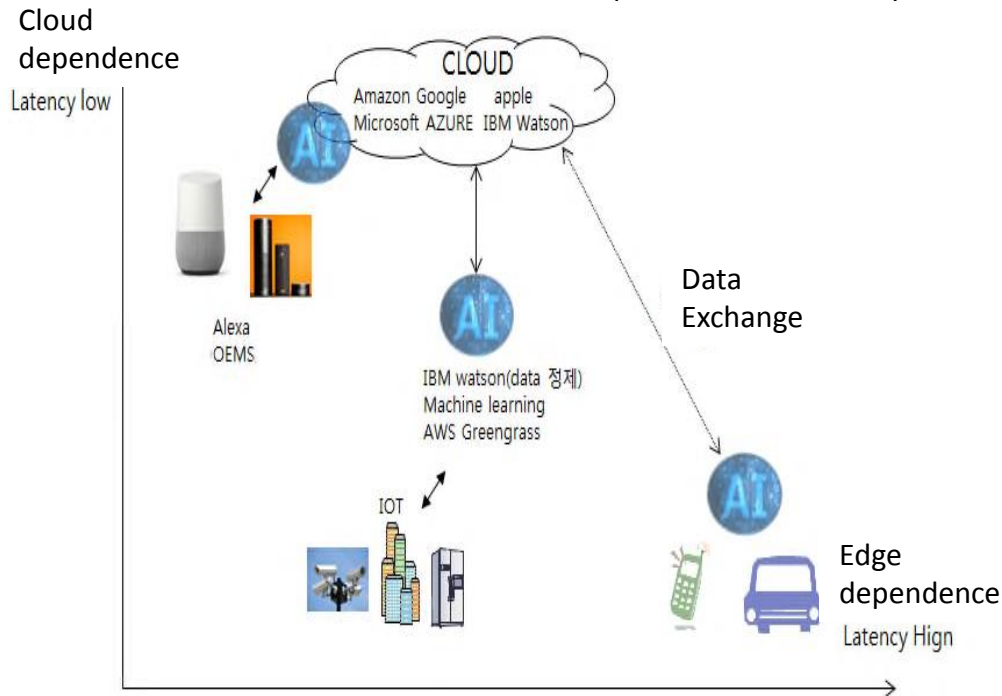 Cloud
dependence
Latency low
CLOUD
Amazon Google apple
Microsoft AZURE IBM Watson
AI
Alexa
OEMS
AI
IBM watson(data 정제)
Machine learning
AWS Greengrass
Data
Exchange
IOT
AI
Edge
dependence
Latency Hign